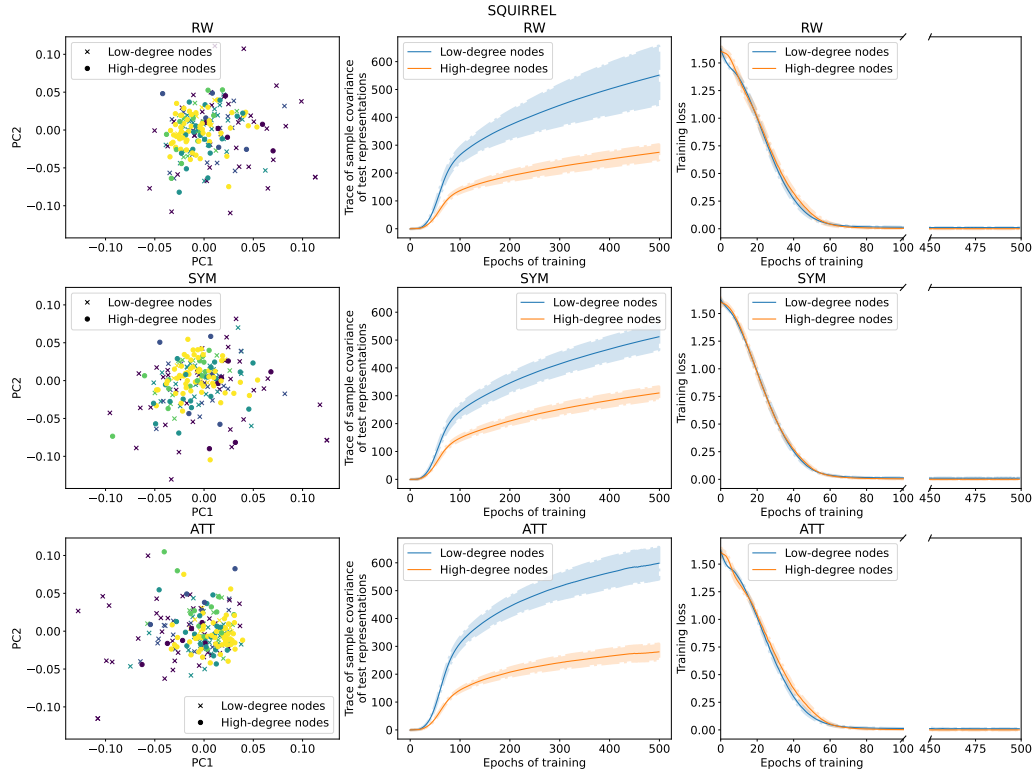 SQUIRREL
RW
RW
RW
Low-degree nodes
High-degree nodes
PC2
0.10
0.05
0.00
−0.05
−0.10
−0.10
−0.05
0.00
0.05
0.10
PC1
Low-degree nodes
High-degree nodes
Trace of sample covariance
of test representations
600
500
400
300
200
100
0
0
100
200
300
400
500
Epochs of training
Low-degree nodes
High-degree nodes
Training loss
1.50
1.25
1.00
0.75
0.50
0.25
0.00
0
20
40
60
80
100
450
475
500
Epochs of training
SYM
SYM
SYM
Low-degree nodes
High-degree nodes
PC2
0.10
0.05
0.00
−0.05
−0.10
−0.10
−0.05
0.00
0.05
0.10
PC1
Low-degree nodes
High-degree nodes
Trace of sample covariance
of test representations
600
500
400
300
200
100
0
0
100
200
300
400
500
Epochs of training
Low-degree nodes
High-degree nodes
Training loss
1.50
1.25
1.00
0.75
0.50
0.25
0.00
0
20
40
60
80
100
450
475
500
Epochs of training
ATT
ATT
ATT
Low-degree nodes
High-degree nodes
PC2
0.10
0.05
0.00
−0.05
−0.10
−0.10
−0.05
0.00
0.05
0.10
PC1
Low-degree nodes
High-degree nodes
Trace of sample covariance
of test representations
600
500
400
300
200
100
0
0
100
200
300
400
500
Epochs of training
Low-degree nodes
High-degree nodes
Training loss
1.50
1.25
1.00
0.75
0.50
0.25
0.00
0
20
40
60
80
100
450
475
500
Epochs of training